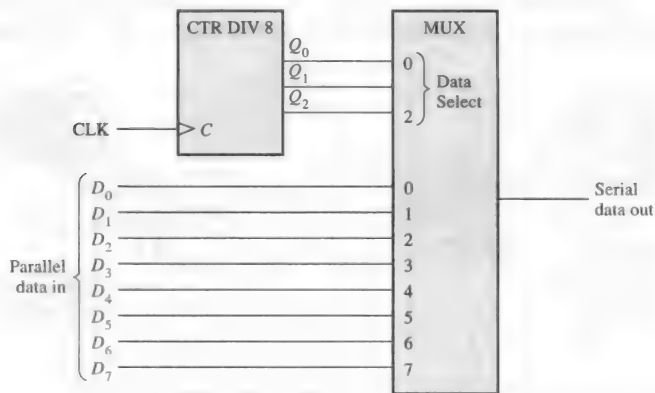 CTR DIV 8
MUX
Q0
Q1
Q2
0
2
Data
Select
CLK
C
D0
D1
D2
D3
D4
D5
D6
D7
Parallel
data in
0
1
2
3
4
5
6
7
Serial
data out